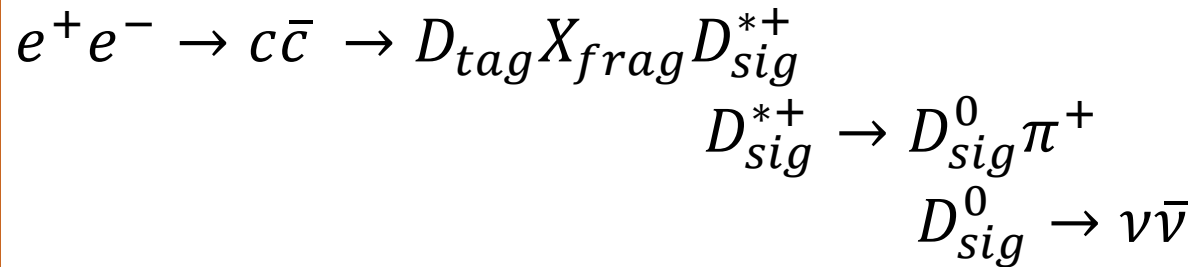 e⁺e⁻ → cc̄ → D_tag X_frag D*⁺_sig
D*⁺_sig → D⁰_sig π⁺
D⁰_sig → νν̄